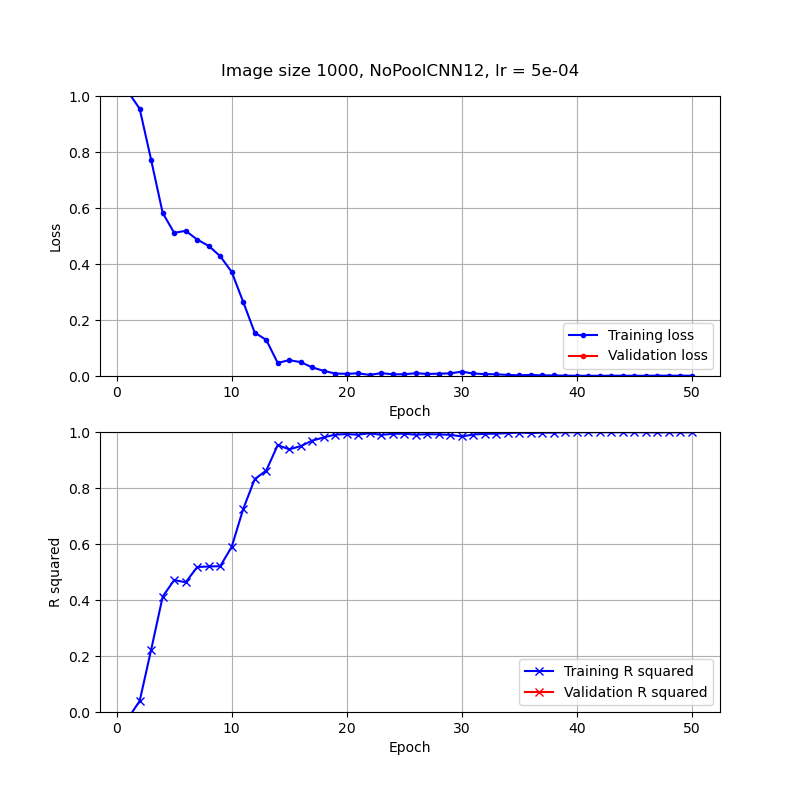 Image size 1000, NoPoolCNN12, lr = 5e-04
1.0
0.8
0.6
0.4
0.2
0.0
Loss
Training loss
Validation loss
0 10 20 30 40 50
Epoch
1.0
0.8
0.6
0.4
0.2
0.0
R squared
Training R squared
Validation R squared
0 10 20 30 40 50
Epoch